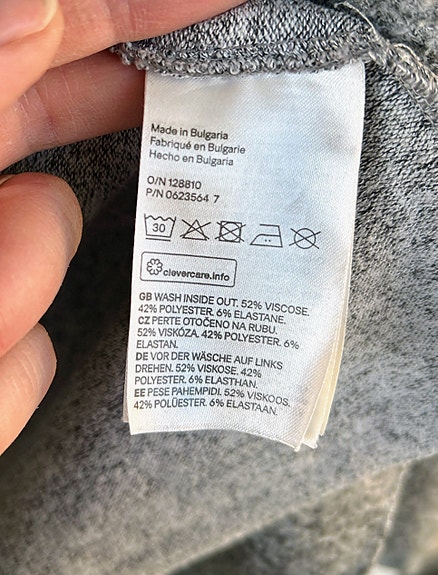 Made in Bulgaria
Fabriqué en Bulgarie
Hecho en Bulgaria
O/N 128810
P/N 0623564 7
30
clevercare.info
GB WASH INSIDE OUT. 52% VISCOSE.
42% POLYESTER. 6% ELASTANE.
CZ PERTE OTOČENO NA RUBU.
52% VISKÓZA. 42% POLYESTER. 6%
ELASTAN.
DE VOR DER WÄSCHE AUF LINKS
DREHEN. 52% VISKOSE. 42%
POLYESTER. 6% ELASTHAN.
EE PESE PAHEMPIDI. 52% VISKOOS.
42% POLÜESTER. 6% ELASTAAN.